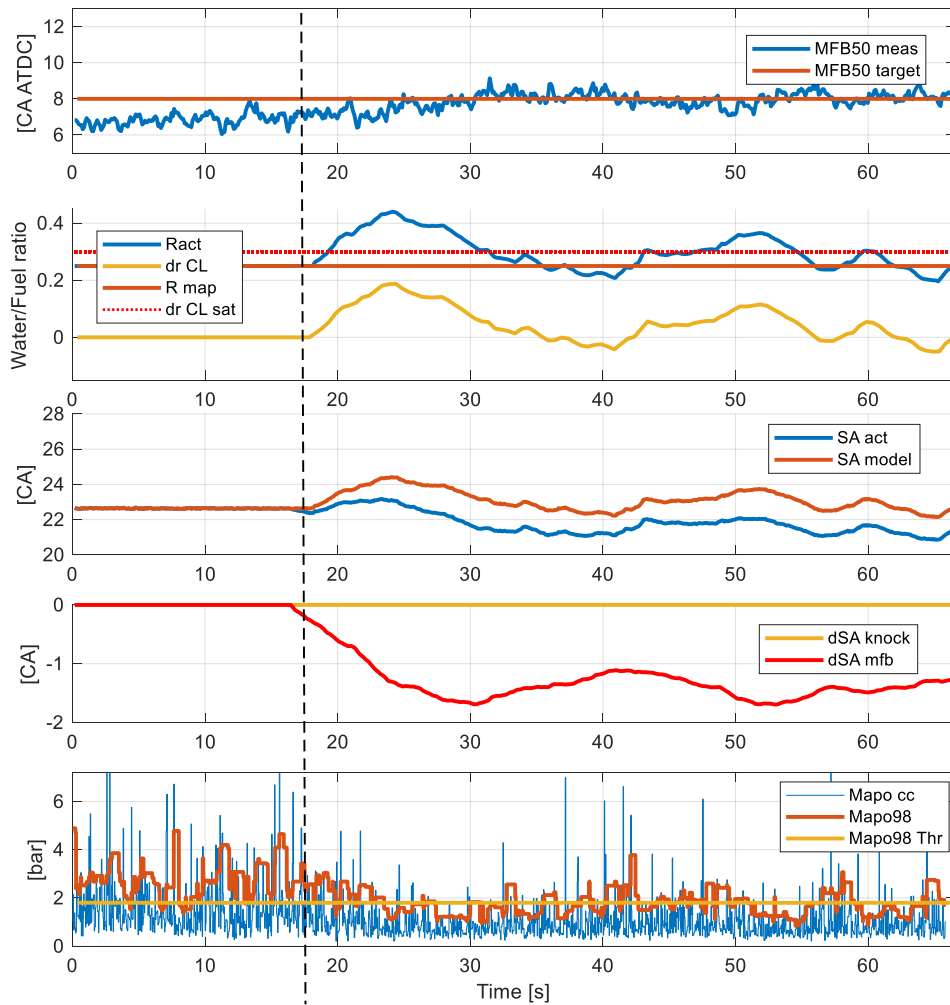 [CA ATDC]
12
10
8
6
MFB50 meas
MFB50 target
0 10 20 30 40 50 60
Water/Fuel ratio
0.4
0.2
0
Ract
dr CL
R map
dr CL sat
0 10 20 30 40 50 60
[CA]
28
26
24
22
20
SA act
SA model
0 10 20 30 40 50 60
[CA]
0
-1
-2
dSA knock
dSA mfb
0 10 20 30 40 50 60
[bar]
6
4
2
0
Mapo cc
Mapo98
Mapo98 Thr
0 10 20 30 40 50 60
Time [s]